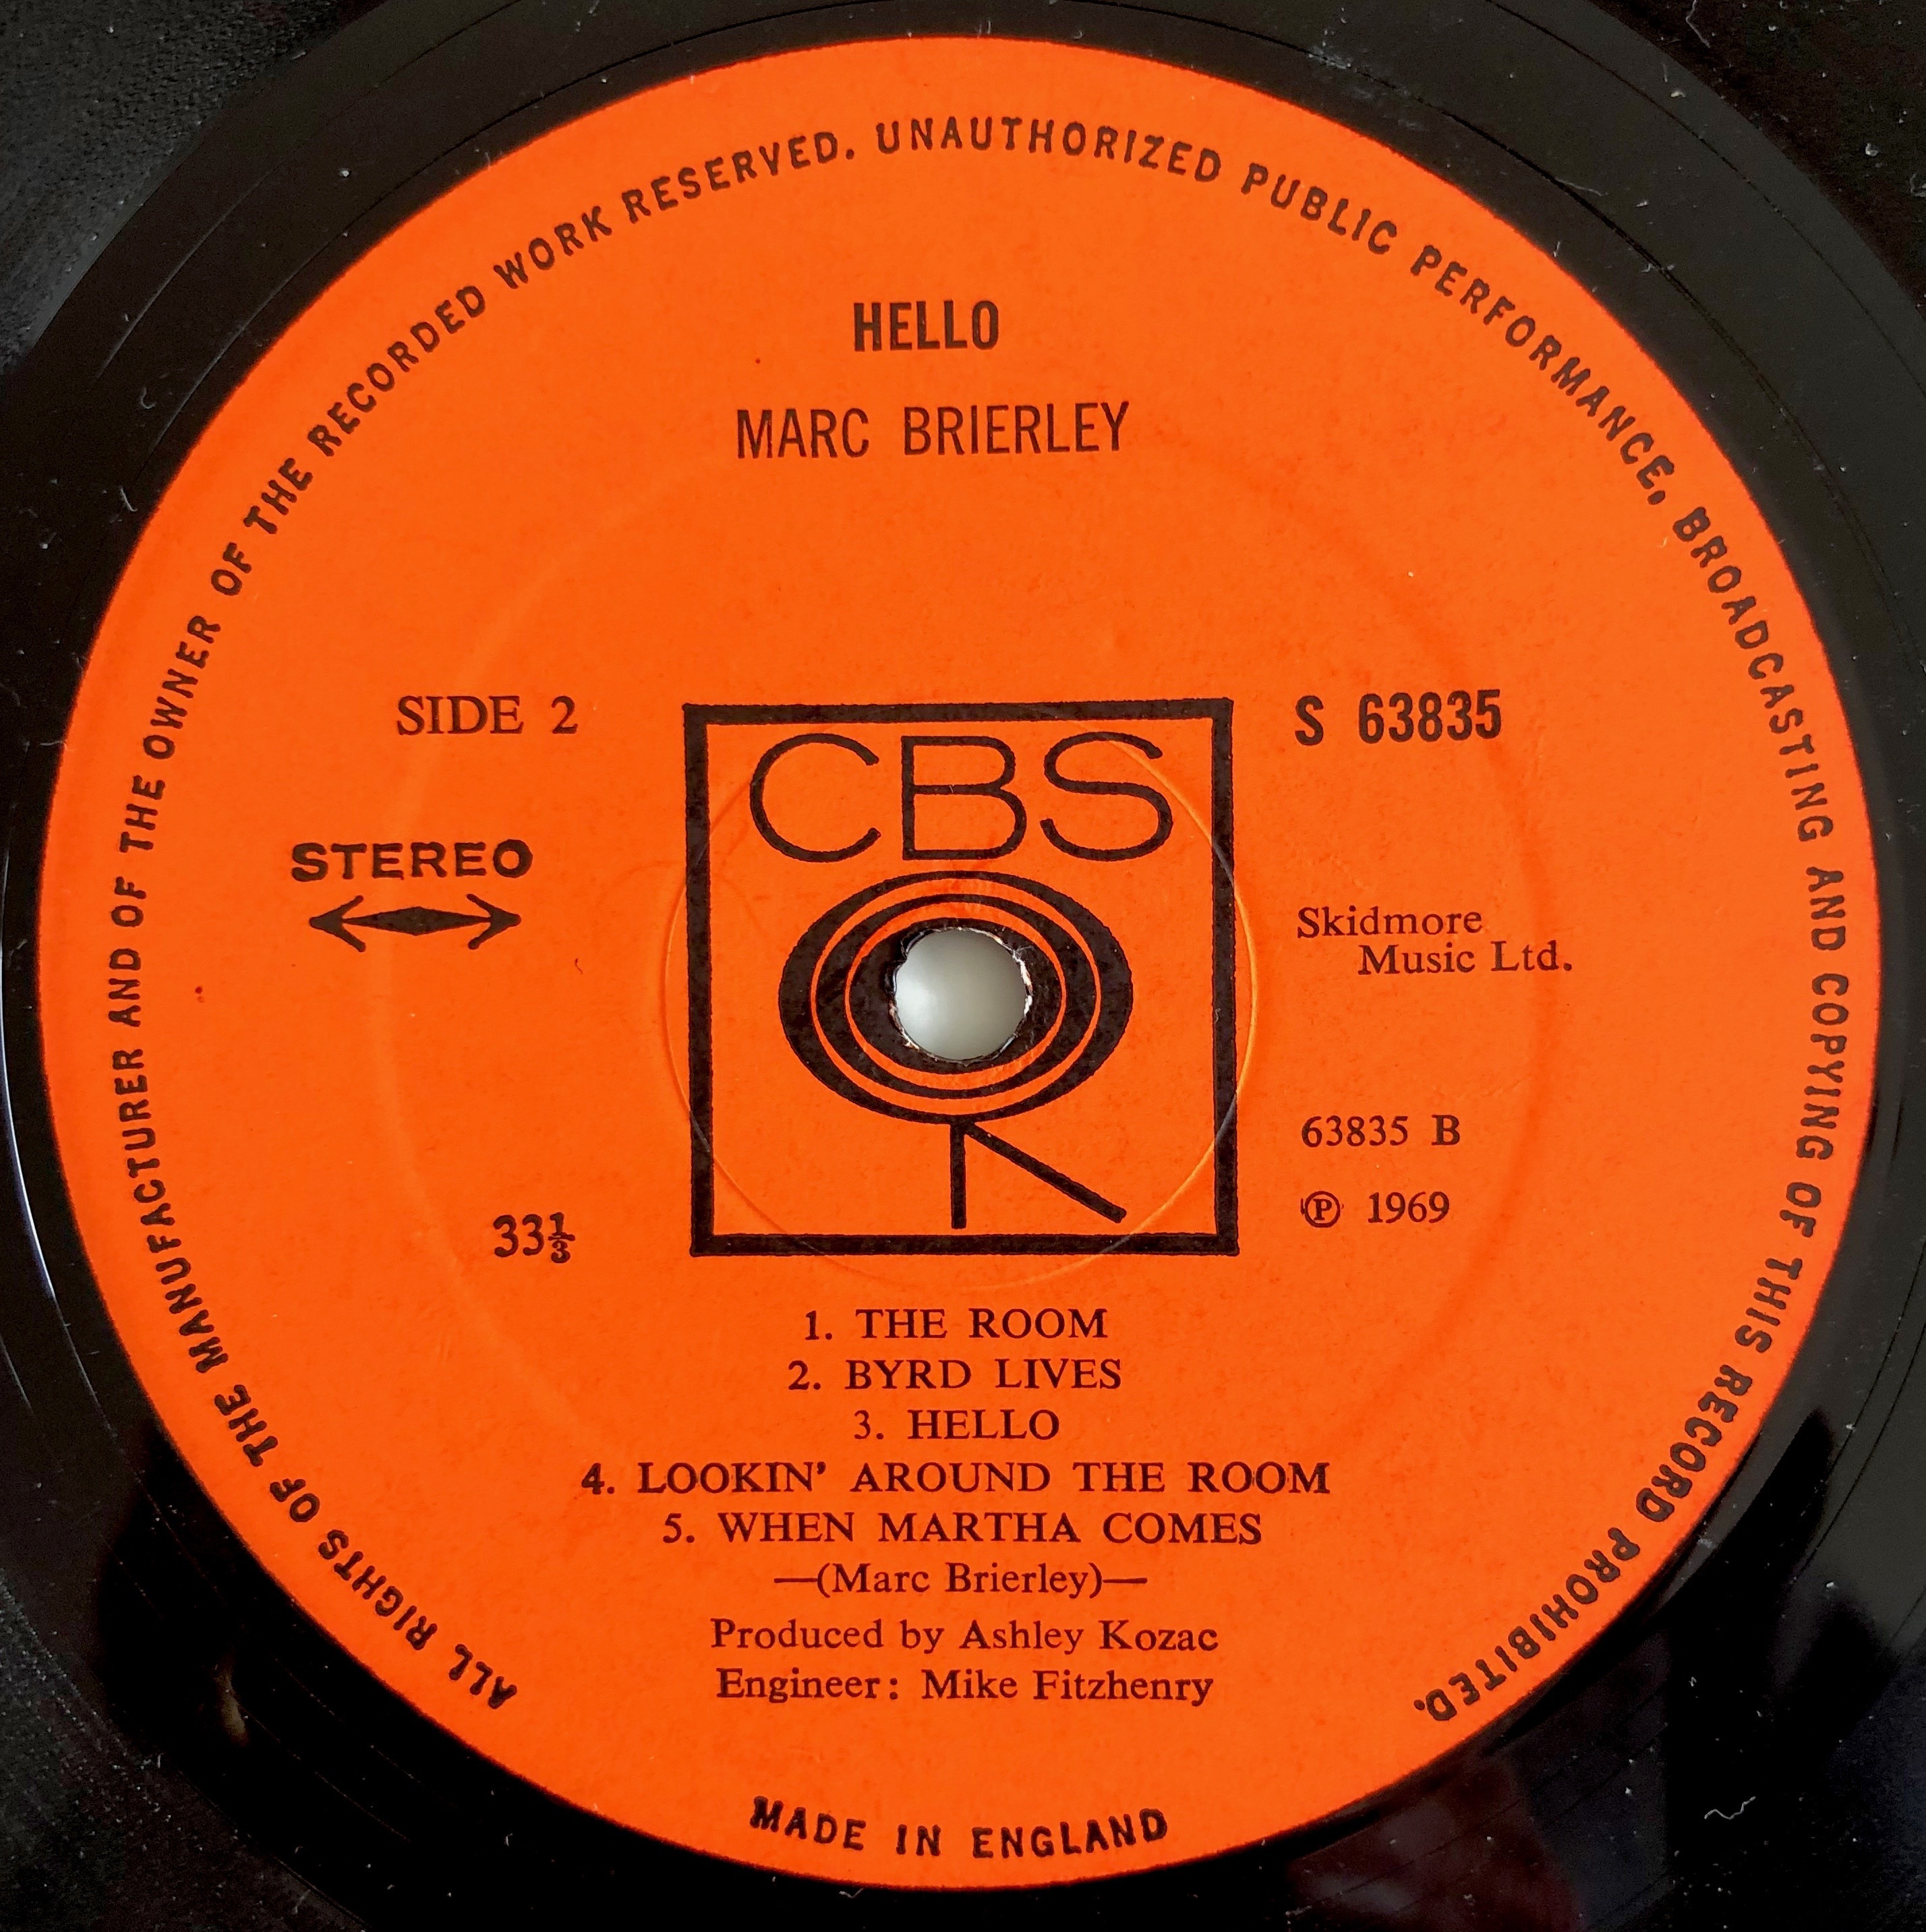 ALL RIGHTS OF THE MANUFACTURER AND OF THE OWNER OF THE RECORDED WORK RESERVED. UNAUTHORIZED PUBLIC PERFORMANCE, BROADCASTING AND COPYING OF THIS RECORD PROHIBITED.
HELLO
MARC BRIERLEY
SIDE 2
S 63835
CBS
STEREO
Skidmore
Music Ltd.
63835 B
Ⓟ 1969
33⅓
1. THE ROOM
2. BYRD LIVES
3. HELLO
4. LOOKIN’ AROUND THE ROOM
5. WHEN MARTHA COMES
—(Marc Brierley)—
Produced by Ashley Kozac
Engineer: Mike Fitzhenry
MADE IN ENGLAND